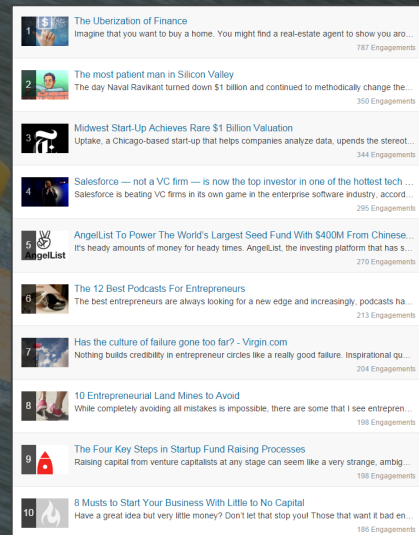 1
The Uberization of Finance
Imagine that you want to buy a home. You might find a real-estate agent to show you aro...
787 Engagements
2
The most patient man in Silicon Valley
The day Naval Ravikant turned down $1 billion and continued to methodically change the...
350 Engagements
3
Midwest Start-Up Achieves Rare $1 Billion Valuation
Uptake, a Chicago-based start-up that helps companies analyze data, upends the stereot...
344 Engagements
4
Salesforce — not a VC firm — is now the top investor in one of the hottest tech ...
Salesforce is beating VC firms in its own game in the enterprise software industry, accord...
295 Engagements
5
AngelList
AngelList To Power The World's Largest Seed Fund With $400M From Chinese...
It's heady amounts of money for heady times. AngelList, the investing platform that has s...
270 Engagements
6
The 12 Best Podcasts For Entrepreneurs
The best entrepreneurs are always looking for a new edge and increasingly, podcasts ha...
213 Engagements
7
Has the culture of failure gone too far? - Virgin.com
Nothing builds credibility in entrepreneur circles like a really good failure. Inspirational qu...
204 Engagements
8
10 Entrepreneurial Land Mines to Avoid
While completely avoiding all mistakes is impossible, there are some that I see entrepren...
198 Engagements
9
The Four Key Steps in Startup Fund Raising Processes
Raising capital from venture capitalists at any stage can seem like a very strange, ambig...
198 Engagements
10
8 Musts to Start Your Business With Little to No Capital
Have a great idea but very little money? Don't let that stop you! Those that want it bad en...
186 Engagements